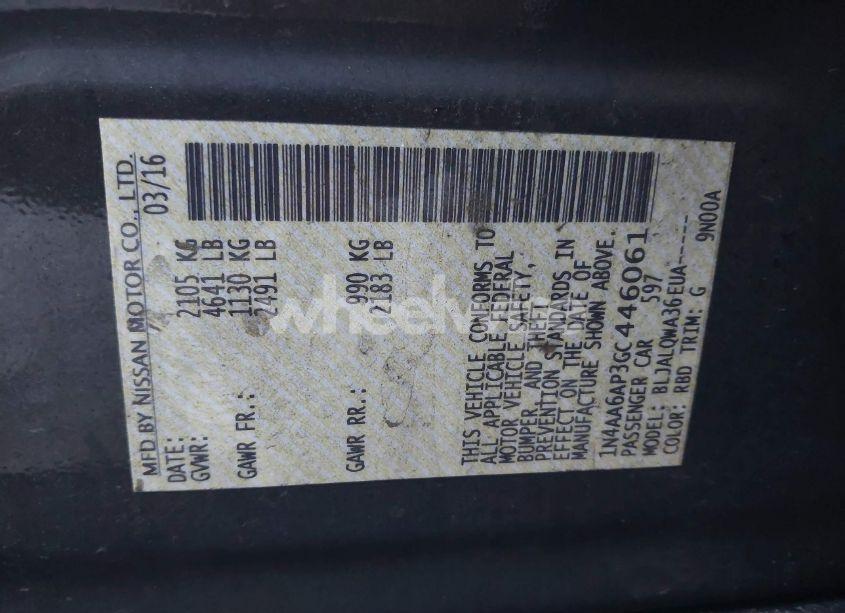 MFD BY NISSAN MOTOR CO., LTD.
DATE: 03/16
GVWR: 2105 KG
4641 LB
GAWR FR.: 1130 KG
2491 LB
GAWR RR.: 990 KG
2183 LB
THIS VEHICLE CONFORMS TO
ALL APPLICABLE FEDERAL
MOTOR VEHICLE SAFETY,
BUMPER, AND THEFT
PREVENTION STANDARDS IN
EFFECT ON THE DATE OF
MANUFACTURE SHOWN ABOVE.
1N4AA6AP3GC446061
PASSENGER CAR 597
MODEL: BLJALQWA36EUA-----
COLOR: RBD TRIM: G 9N00A